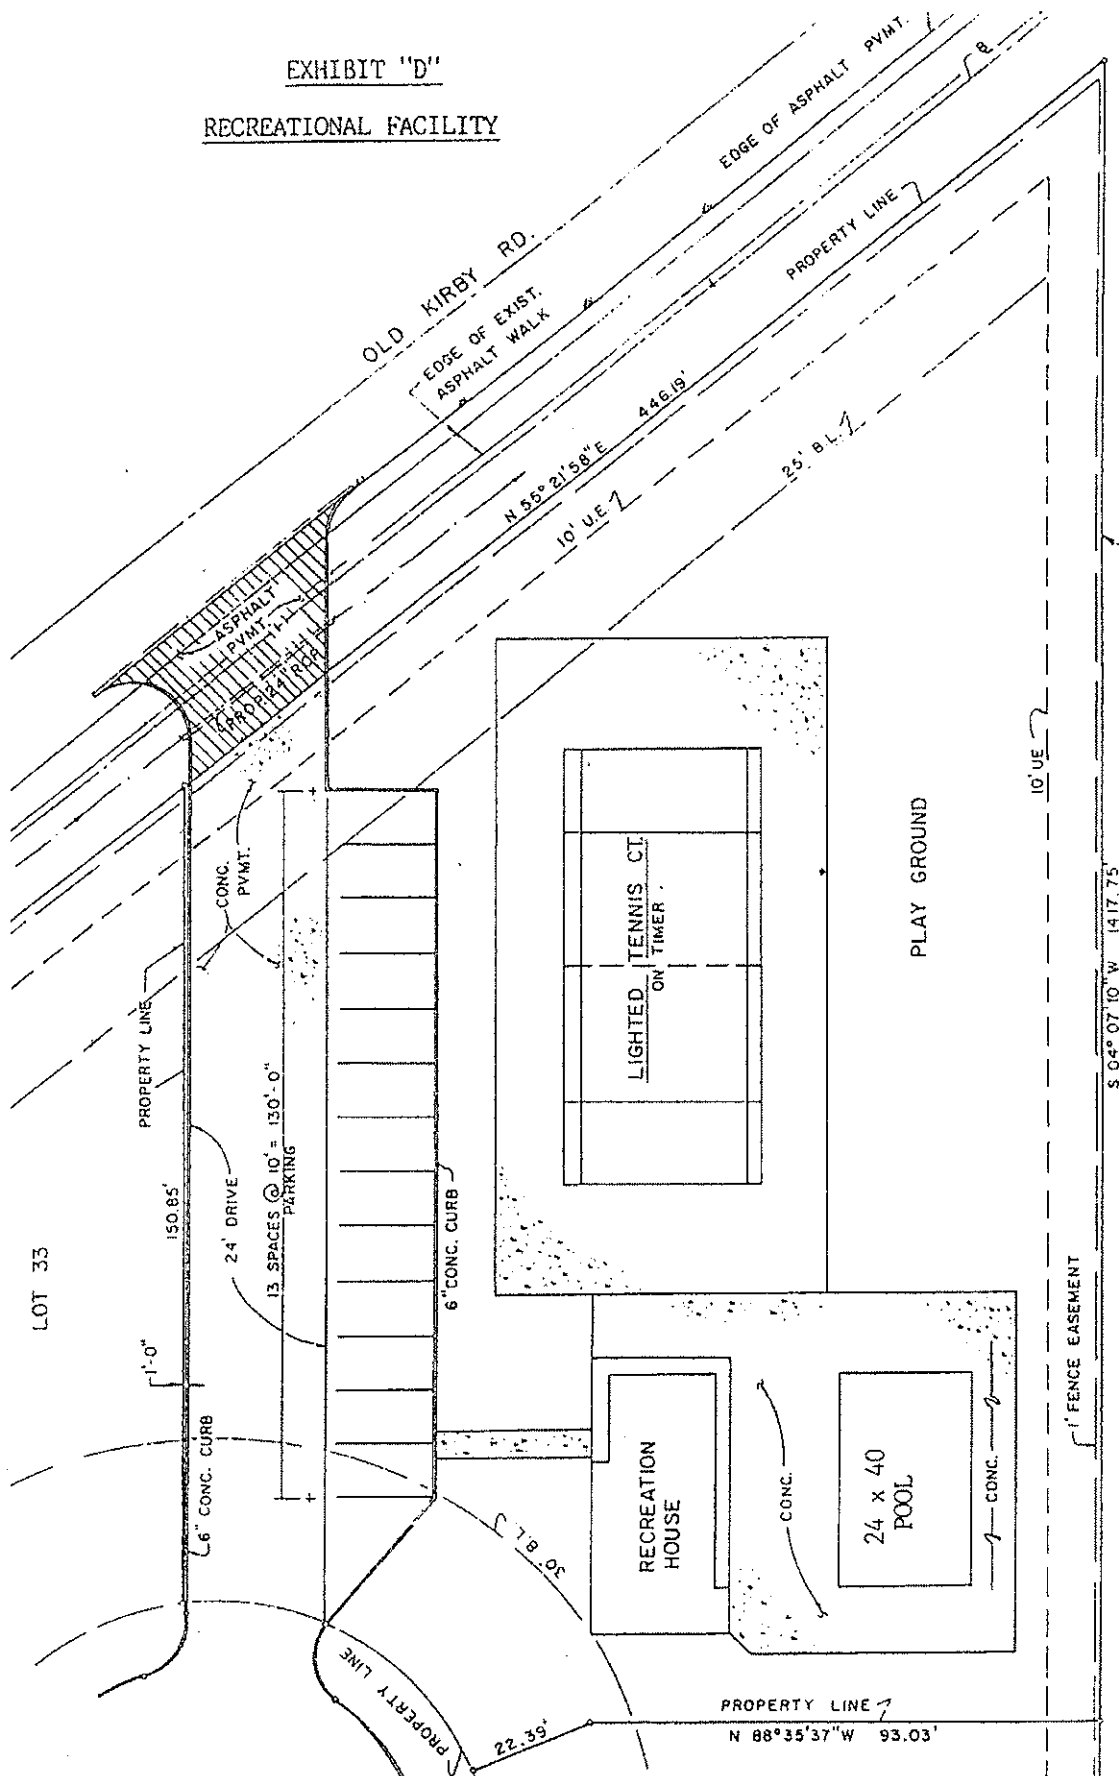 EXHIBIT "D"
RECREATIONAL FACILITY
EDGE OF ASPHALT PVMT.
OLD KIRBY RD.
EDGE OF EXIST.
ASPHALT WALK
PROPERTY LINE
N 55° 21' 58" E 446.19'
10' U.E.
25' B.L.
ASPHALT
PVMT.
PROP. 24'
CONC.
PVMT.
PROPERTY LINE
150.85'
24' DRIVE
13 SPACES @ 10' = 130'-0"
PARKING
6" CONC. CURB
LOT 33
1'-0"
6" CONC. CURB
LIGHTED TENNIS CT.
ON TIMER
PLAY GROUND
10' UE
S 04° 07' 10" W 1417.75'
1' FENCE EASEMENT
RECREATION
HOUSE
CONC.
24 x 40
POOL
CONC.
30' B.L.
PROPERTY LINE
22.39'
PROPERTY LINE
N 88° 35' 37" W 93.03'